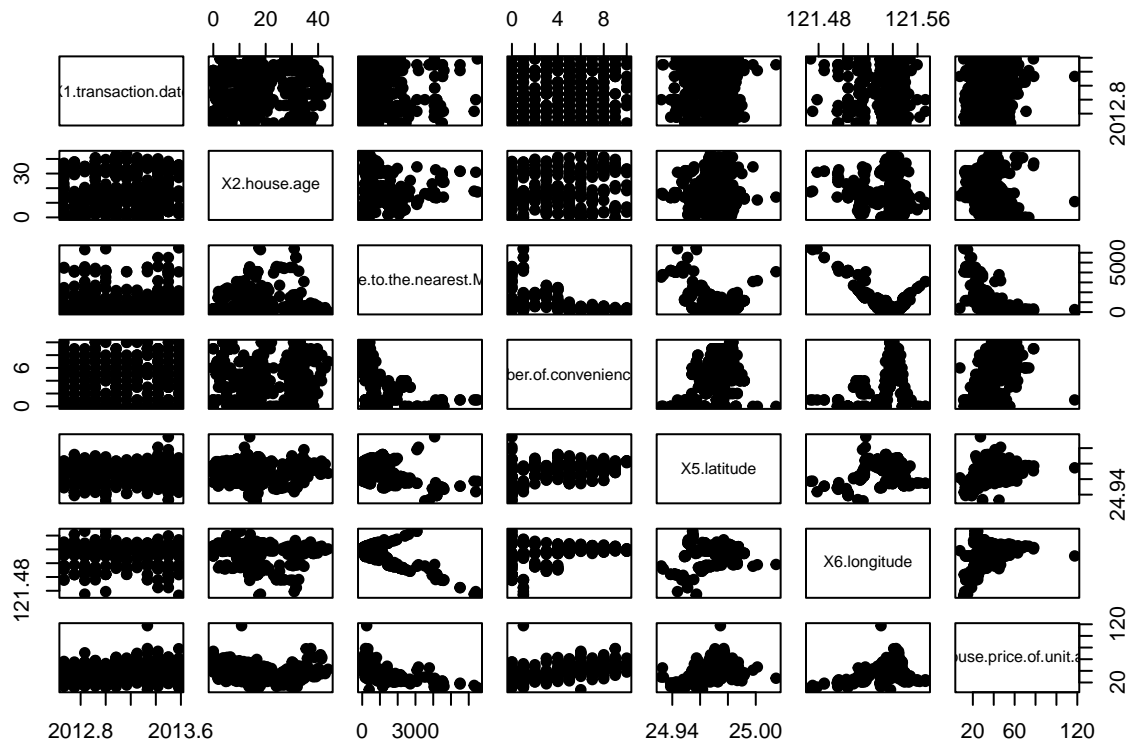 0 20 40
0 4 8
121.48 121.56
X1.transaction.date
2012.8
0 30
X2.house.age
e.to.the.nearest.M
0 5000
0 6
ber.of.convenienc
X5.latitude
24.94
121.48
X6.longitude
ouse.price.of.unit.a
20 120
2012.8 2013.6
0 3000
24.94 25.00
20 60 120